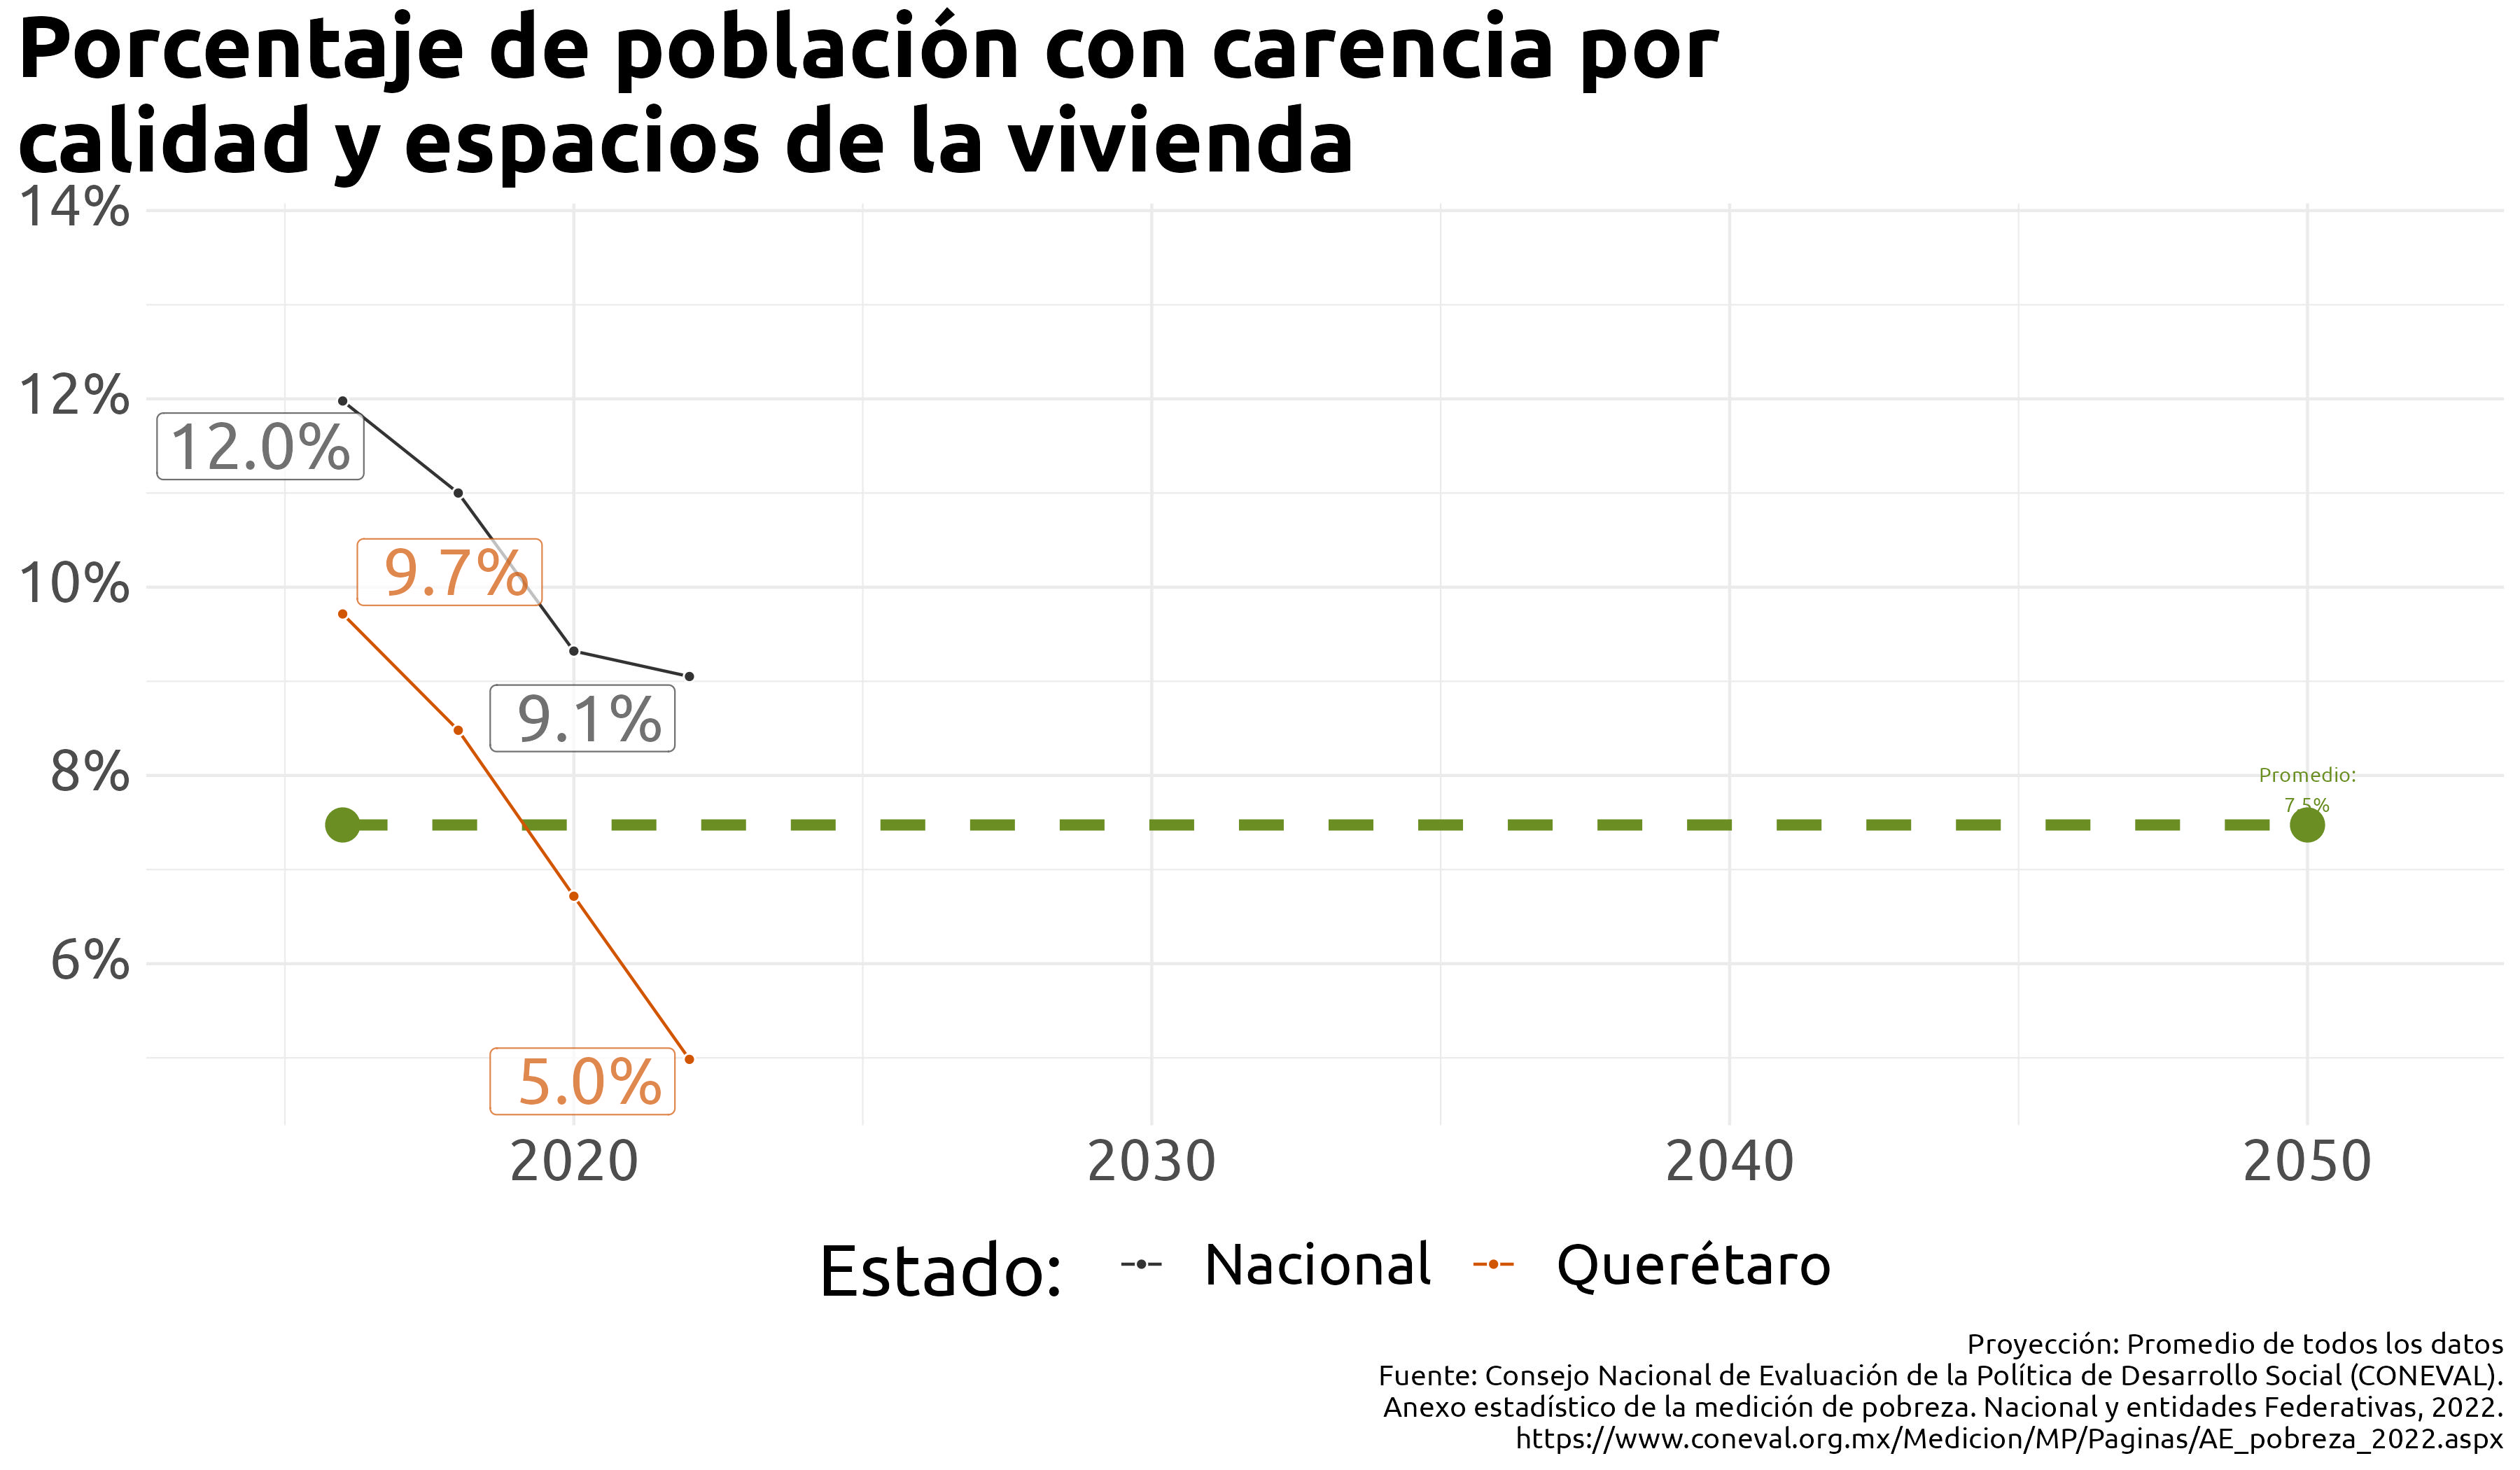 Porcentaje de población con carencia por
calidad y espacios de la vivienda
14%
12%
10%
8%
6%
12.0%
9.7%
9.1%
5.0%
Promedio:
7.5%
2020
2030
2040
2050
Estado:
Nacional
Querétaro
Proyección: Promedio de todos los datos
Fuente: Consejo Nacional de Evaluación de la Política de Desarrollo Social (CONEVAL).
Anexo estadístico de la medición de pobreza. Nacional y entidades Federativas, 2022.
https://www.coneval.org.mx/Medicion/MP/Paginas/AE_pobreza_2022.aspx